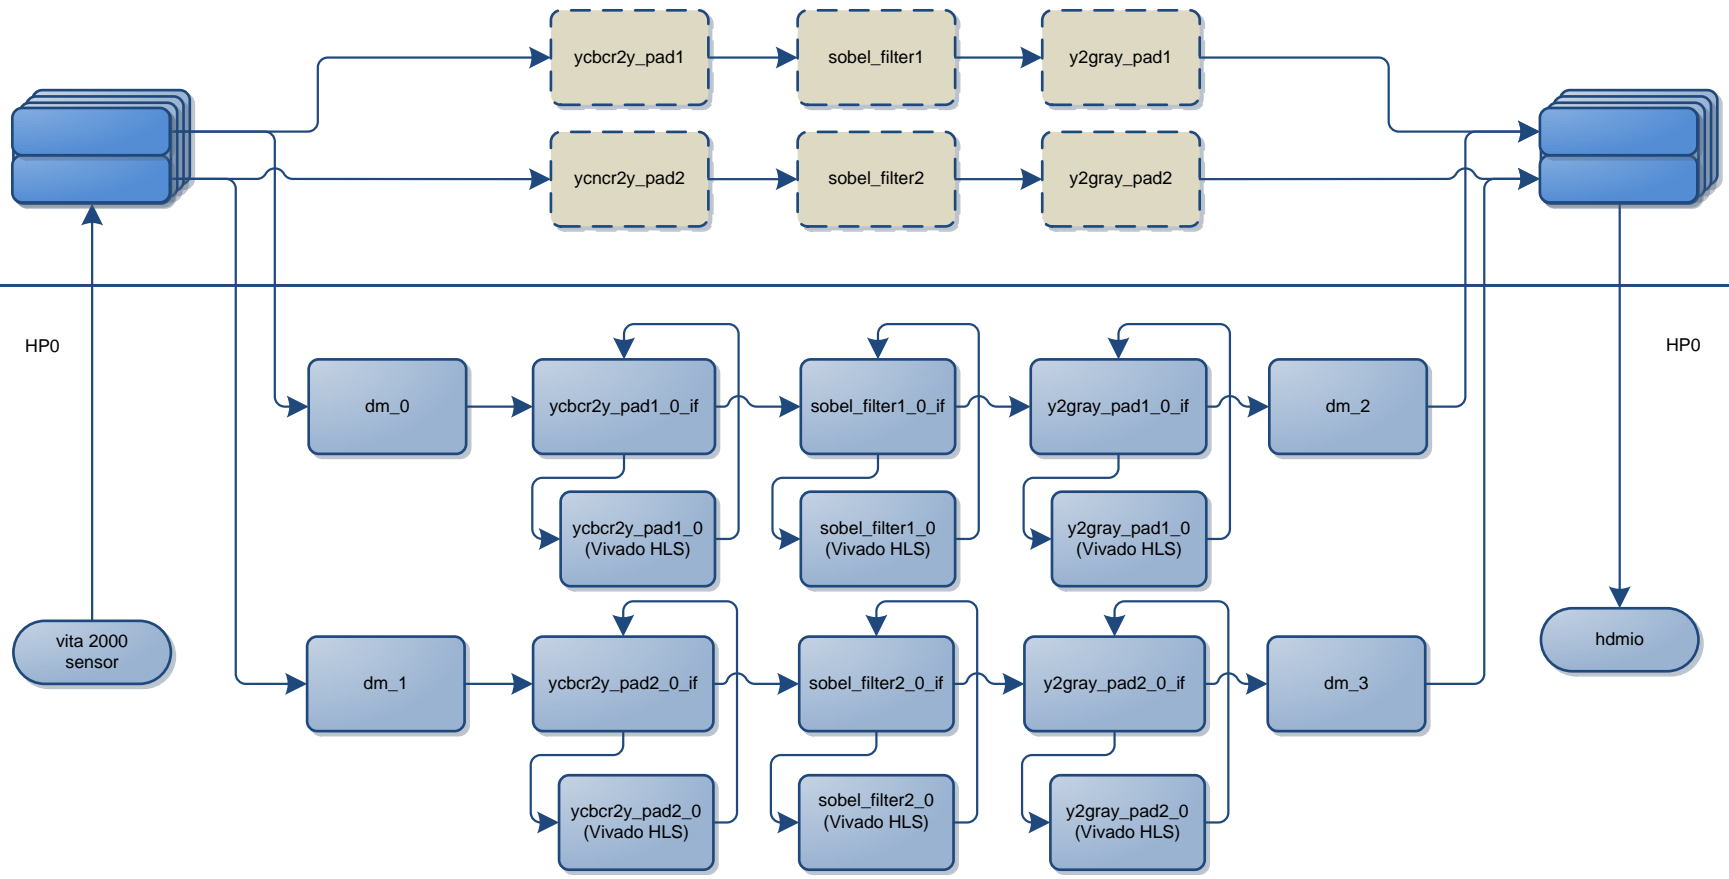 ycbcr2y_pad1
sobel_filter1
y2gray_pad1
ycncr2y_pad2
sobel_filter2
y2gray_pad2
HP0
HP0
dm_0
ycbcr2y_pad1_0_if
sobel_filter1_0_if
y2gray_pad1_0_if
dm_2
ycbcr2y_pad1_0
(Vivado HLS)
sobel_filter1_0
(Vivado HLS)
y2gray_pad1_0
(Vivado HLS)
vita 2000
sensor
hdmio
dm_1
ycbcr2y_pad2_0_if
sobel_filter2_0_if
y2gray_pad2_0_if
dm_3
ycbcr2y_pad2_0
(Vivado HLS)
sobel_filter2_0
(Vivado HLS)
y2gray_pad2_0
(Vivado HLS)